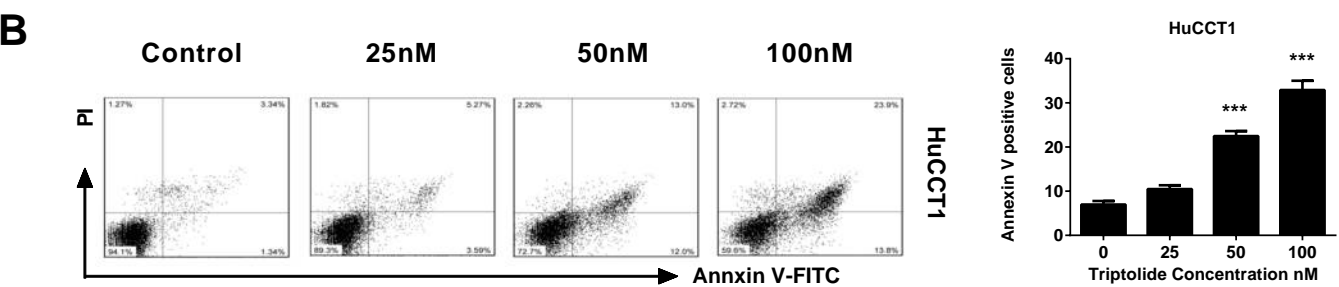 B
Control 25nM 50nM 100nM
PI
1.27% 3.34%
94.1% 1.34%
1.82% 5.27%
89.3% 3.59%
2.26% 13.0%
72.7% 12.0%
2.72% 23.9%
59.6% 13.8%
HuCCT1
Annxin V-FITC
HuCCT1
Annexin V positive cells
40
30
20
10
0
***
***
0 25 50 100
Triptolide Concentration nM